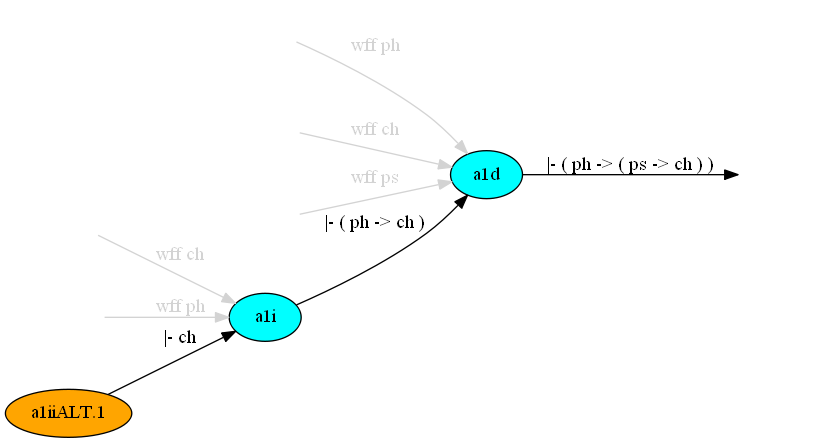 wff ph
wff ch
a1d
|- ( ph -> ( ps -> ch ) )
wff ps
|- ( ph -> ch )
wff ch
wff ph
a1i
|- ch
a1iiALT.1